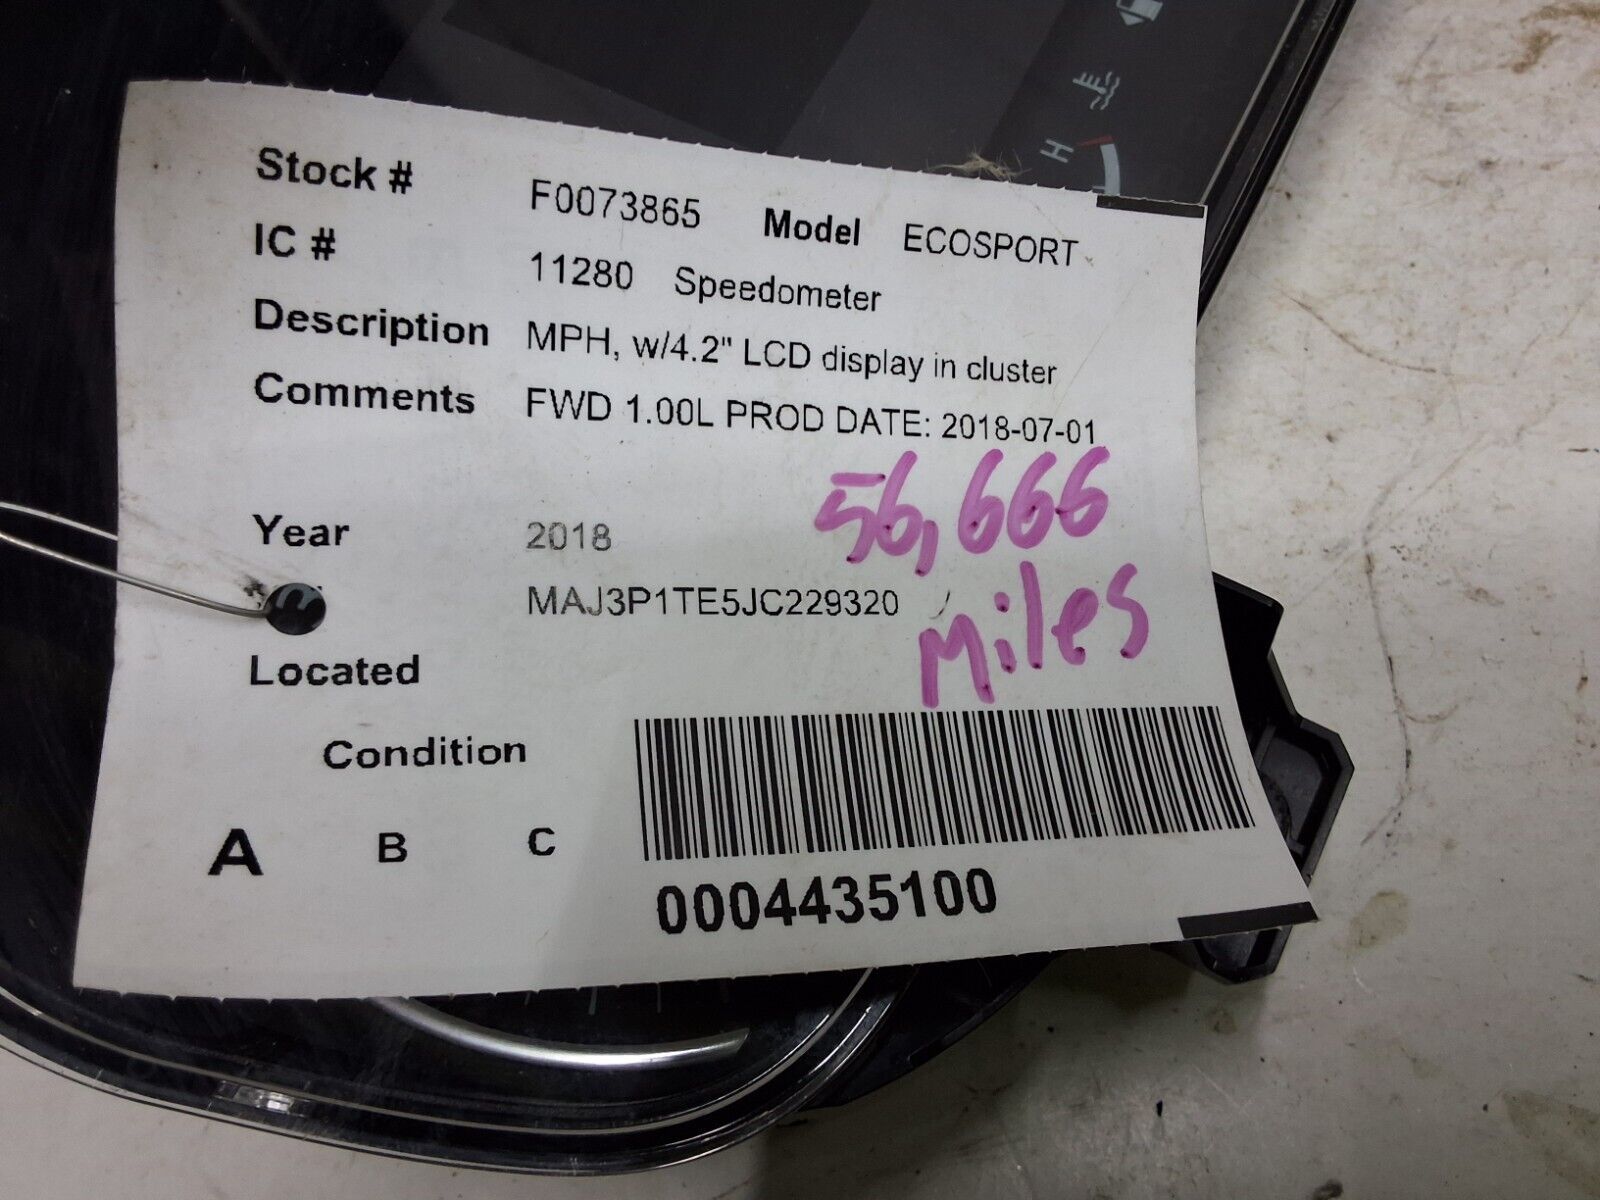 H
Stock # F0073865 Model ECOSPORT
IC # 11280 Speedometer
Description MPH, w/4.2" LCD display in cluster
Comments FWD 1.00L PROD DATE: 2018-07-01
56,666
Year 2018
MAJ3P1TE5JC229320
Miles
Located
Condition
A B C
0004435100